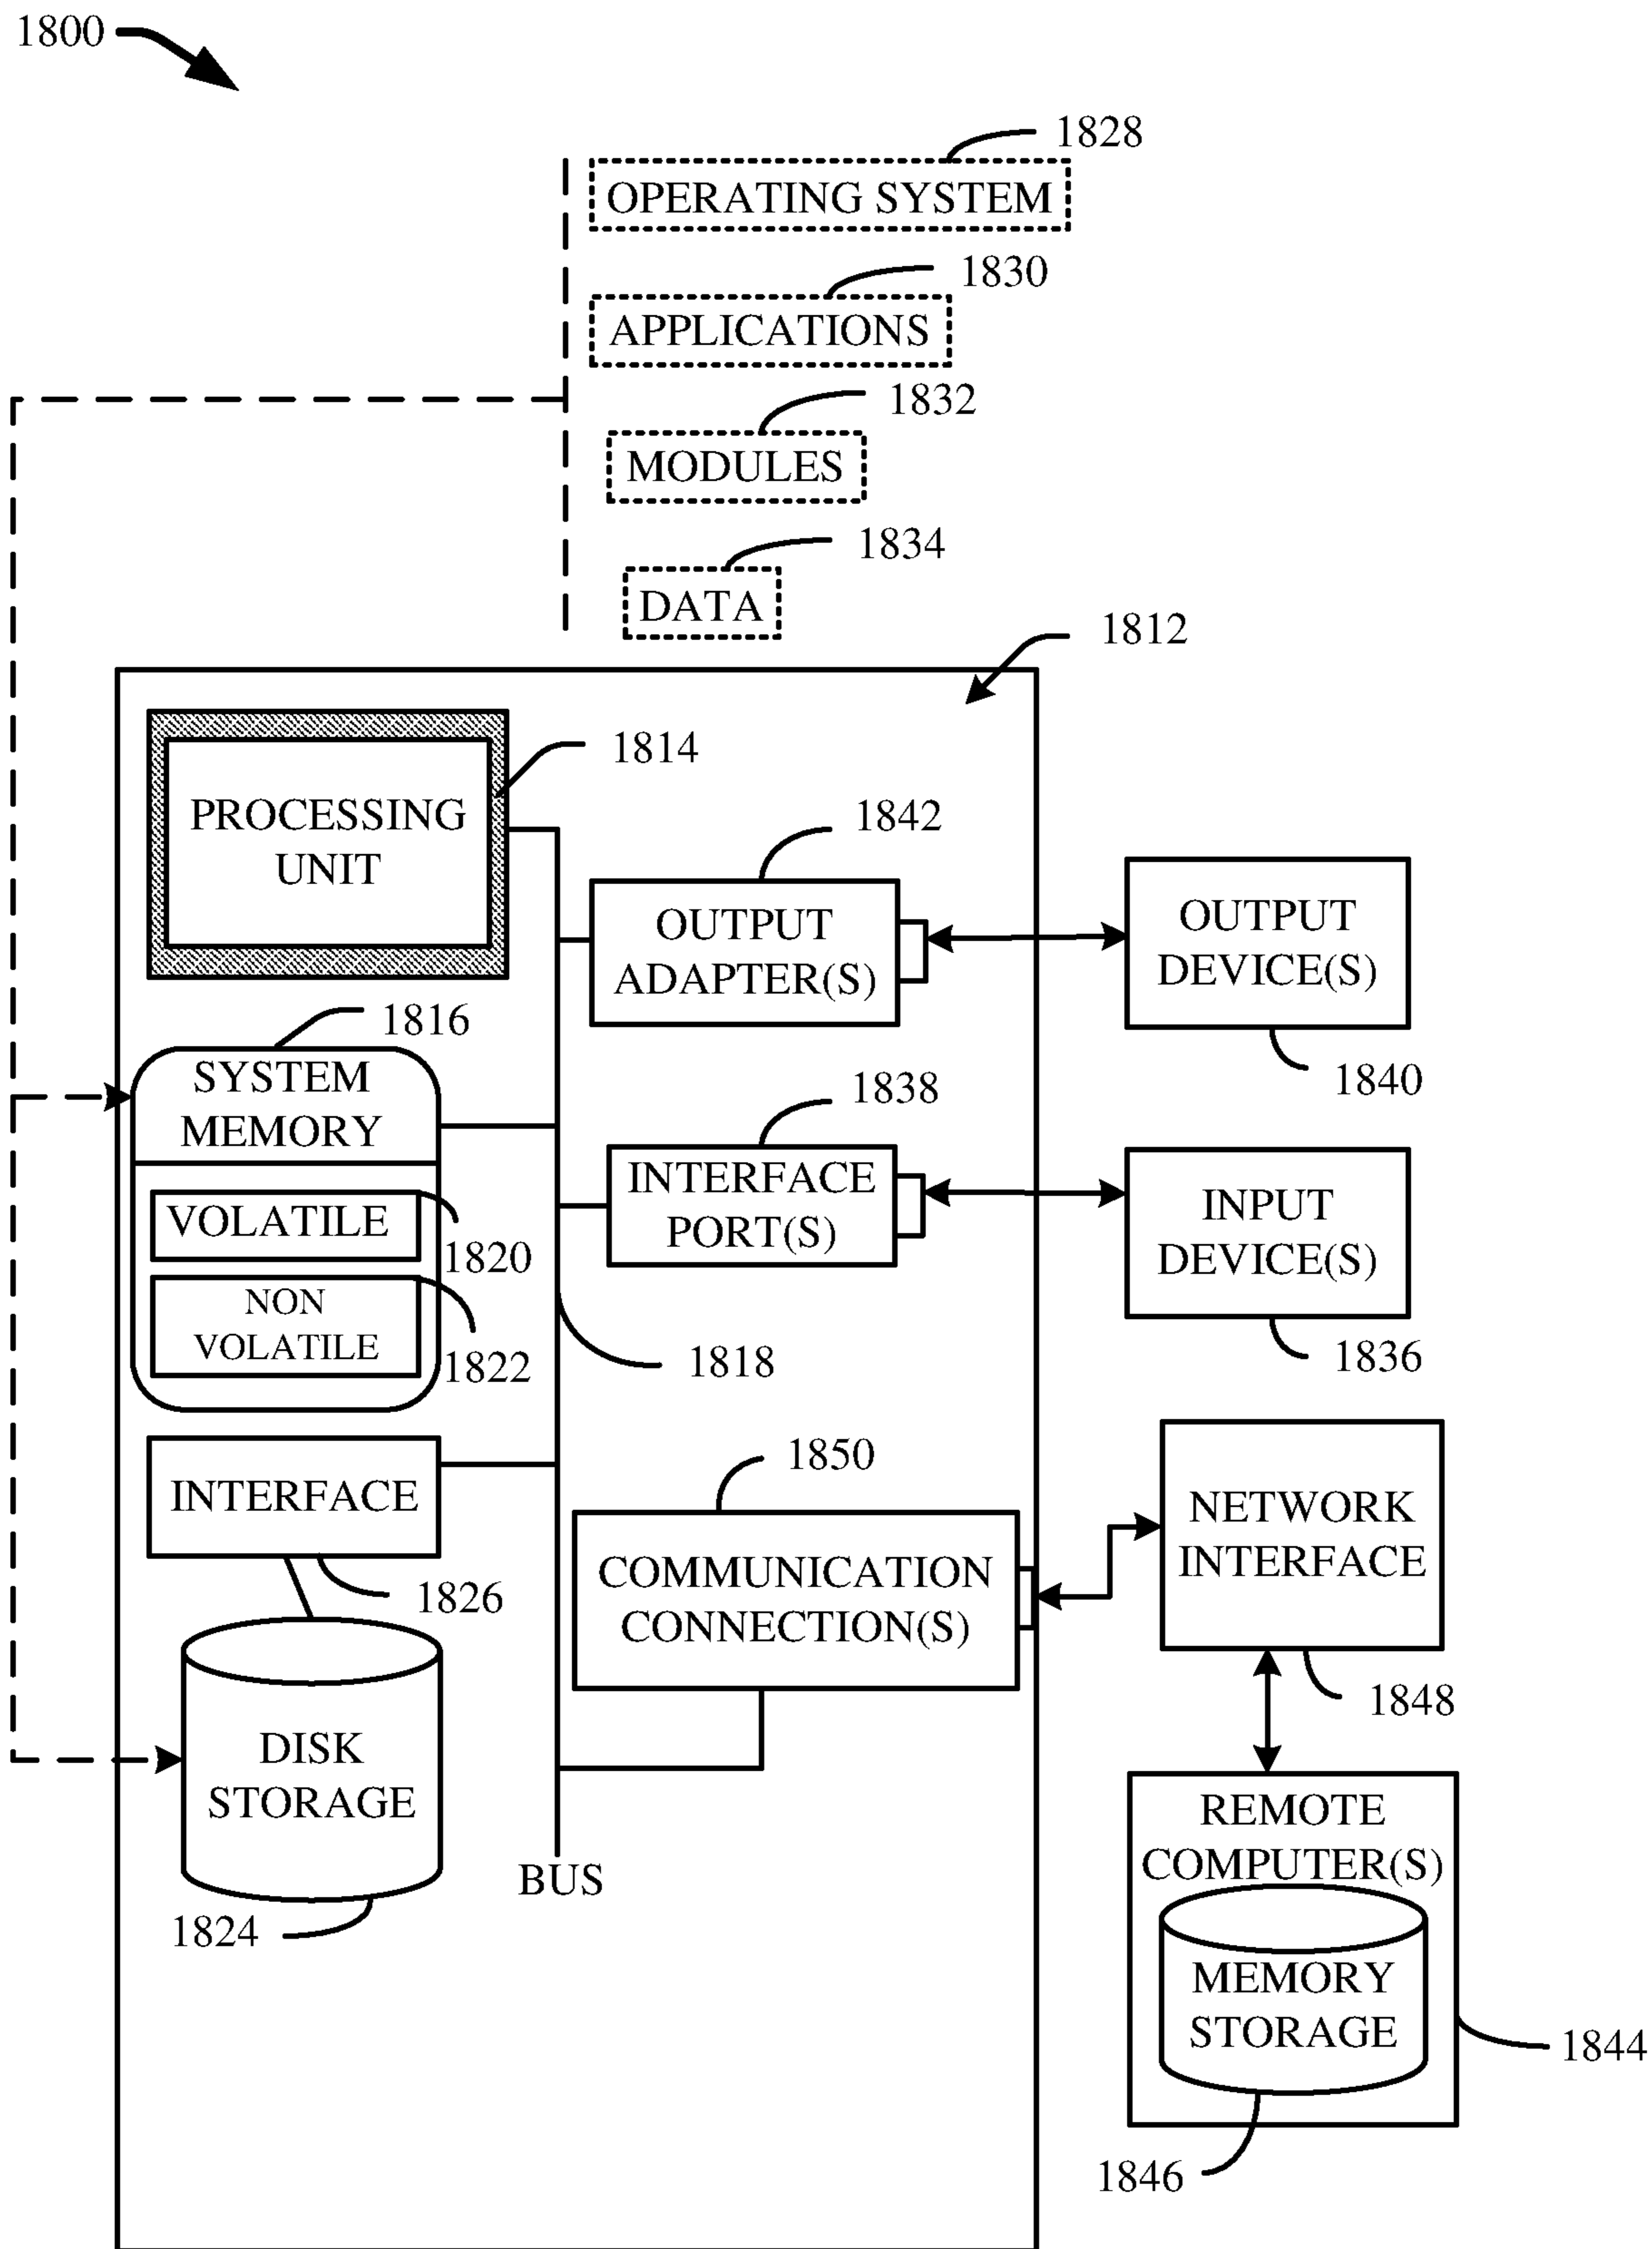 1800
1828
OPERATING SYSTEM
1830
APPLICATIONS
1832
MODULES
1834
DATA
1812
1814
PROCESSING
UNIT
1842
OUTPUT
ADAPTER(S)
OUTPUT
DEVICE(S)
1840
1816
SYSTEM
MEMORY
VOLATILE
1820
NON
VOLATILE
1822
1838
INTERFACE
PORT(S)
INPUT
DEVICE(S)
1836
1818
INTERFACE
1826
1850
COMMUNICATION
CONNECTION(S)
NETWORK
INTERFACE
1848
DISK
STORAGE
1824
BUS
REMOTE
COMPUTER(S)
MEMORY
STORAGE
1844
1846